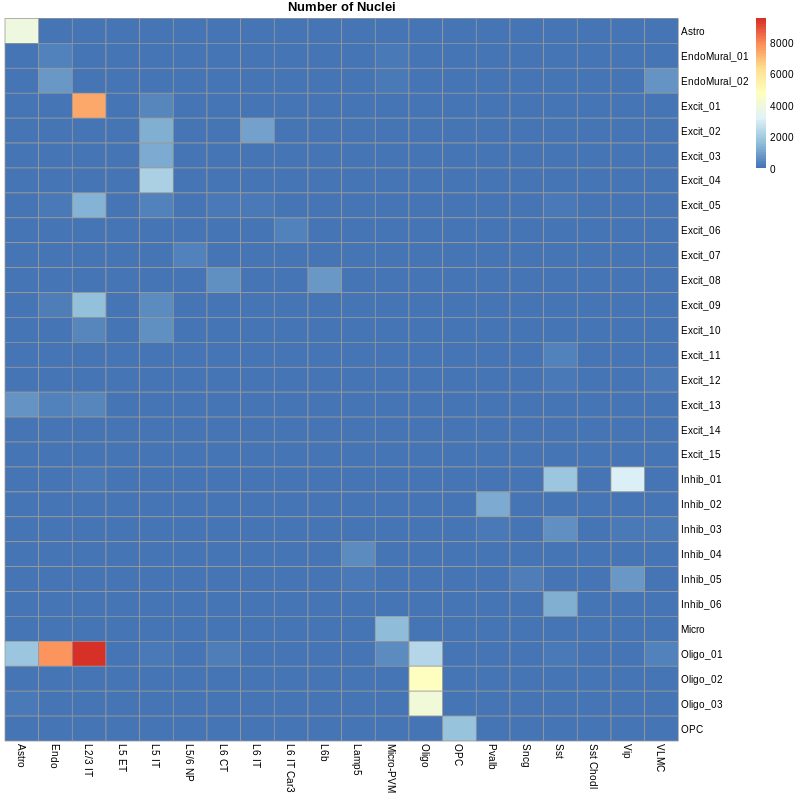 Number of Nuclei
Astro
EndoMural_01
EndoMural_02
Excit_01
Excit_02
Excit_03
Excit_04
Excit_05
Excit_06
Excit_07
Excit_08
Excit_09
Excit_10
Excit_11
Excit_12
Excit_13
Excit_14
Excit_15
Inhib_01
Inhib_02
Inhib_03
Inhib_04
Inhib_05
Inhib_06
Micro
Oligo_01
Oligo_02
Oligo_03
OPC
8000
6000
4000
2000
0
Astro
Endo
L2/3 IT
L5 ET
L5 IT
L5/6 NP
L6 CT
L6 IT
L6 IT Car3
L6b
Lamp5
Micro-PVM
Oligo
OPC
Pvalb
Sncg
Sst
Sst Chodl
Vip
VLMC